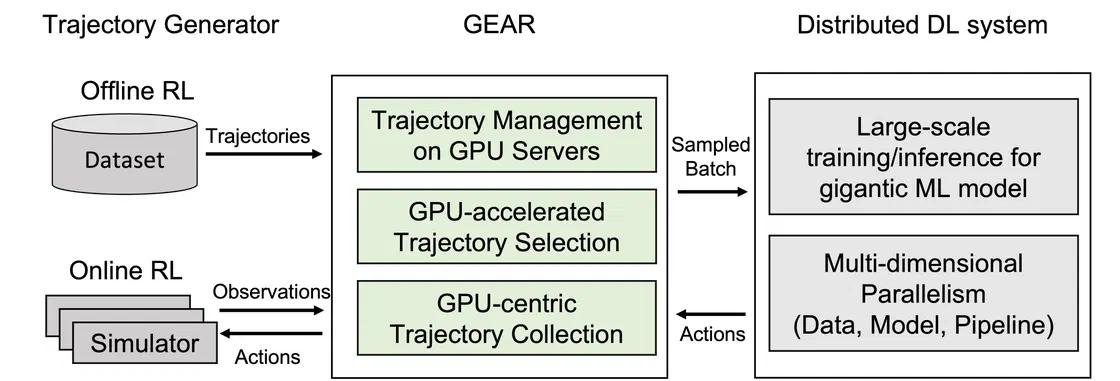 Trajectory Generator
GEAR
Distributed DL system
Offline RL
Dataset
Trajectories
Online RL
Simulator
Observations
Actions
Trajectory Management
on GPU Servers
GPU-accelerated
Trajectory Selection
GPU-centric
Trajectory Collection
Sampled
Batch
Actions
Large-scale
training/inference for
gigantic ML model
Multi-dimensional
Parallelism
(Data, Model, Pipeline)